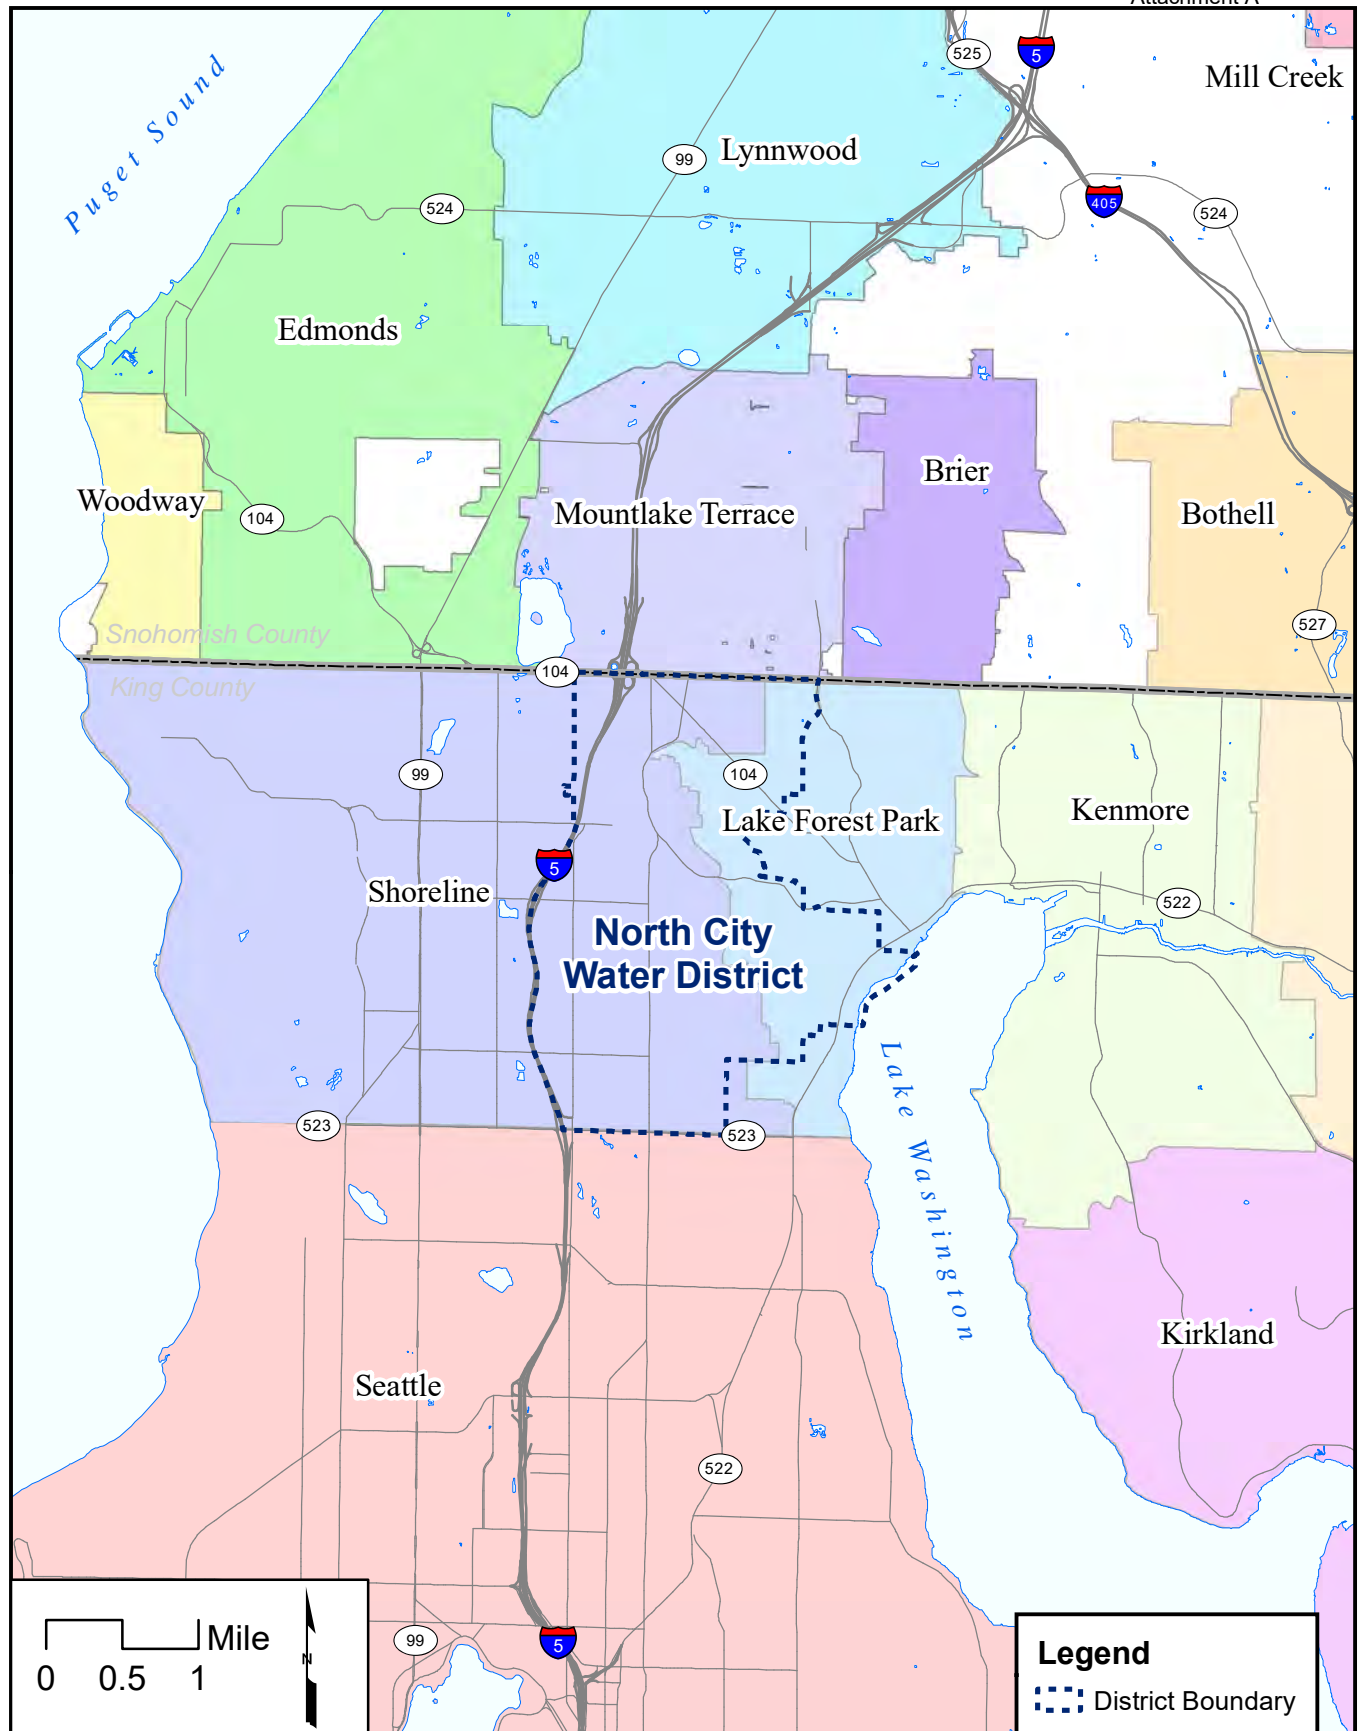 Attachment A
525
5
Mill Creek
Puget Sound
99
Lynnwood
524
405
524
Edmonds
Brier
Woodway
104
Mountlake Terrace
Bothell
527
Snohomish County
King County
104
99
104
Lake Forest Park
Kenmore
5
Shoreline
522
North City
Water District
Lake Washington
523
523
Kirkland
Seattle
522
99
5
Mile
0 0.5 1
N
Legend
District Boundary